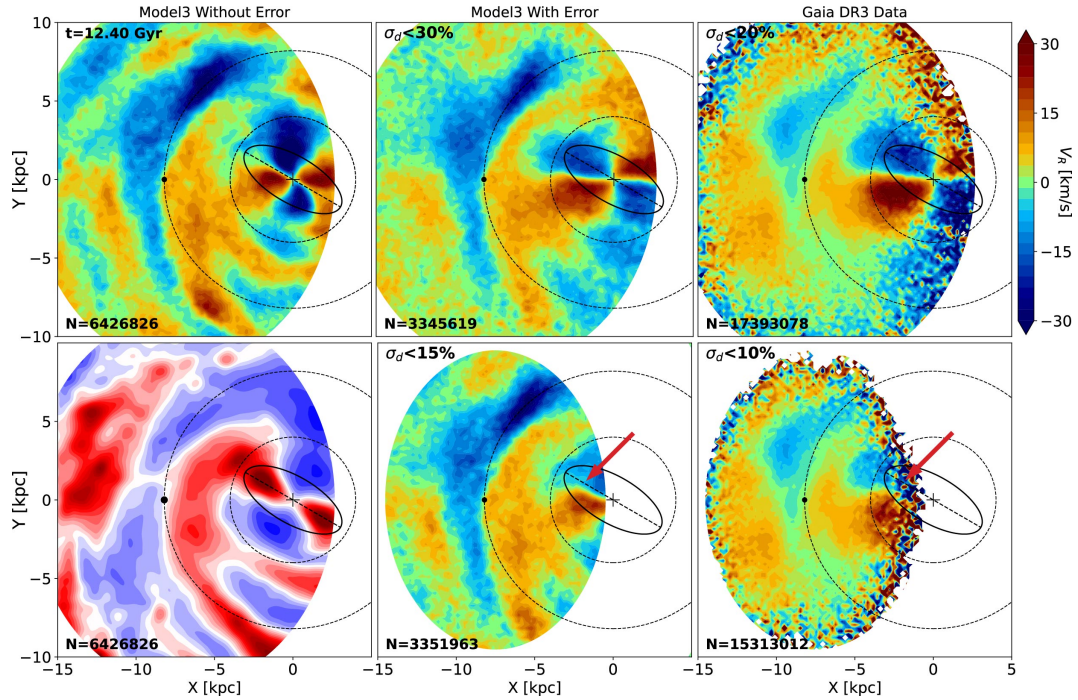 Model3 Without Error
Model3 With Error
Gaia DR3 Data
t=12.40 Gyr
σd<30%
σd<20%
N=6426826
N=3345619
N=17393078
10
5
0
−5
−10
Y [kpc]
30
15
0
−15
−30
VR [km/s]
σd<15%
σd<10%
N=6426826
N=3351963
N=15313012
5
0
−5
−10
Y [kpc]
−15 −10 −5 0 −15 −10 −5 0 −15 −10 −5 0 5
X [kpc] X [kpc] X [kpc]